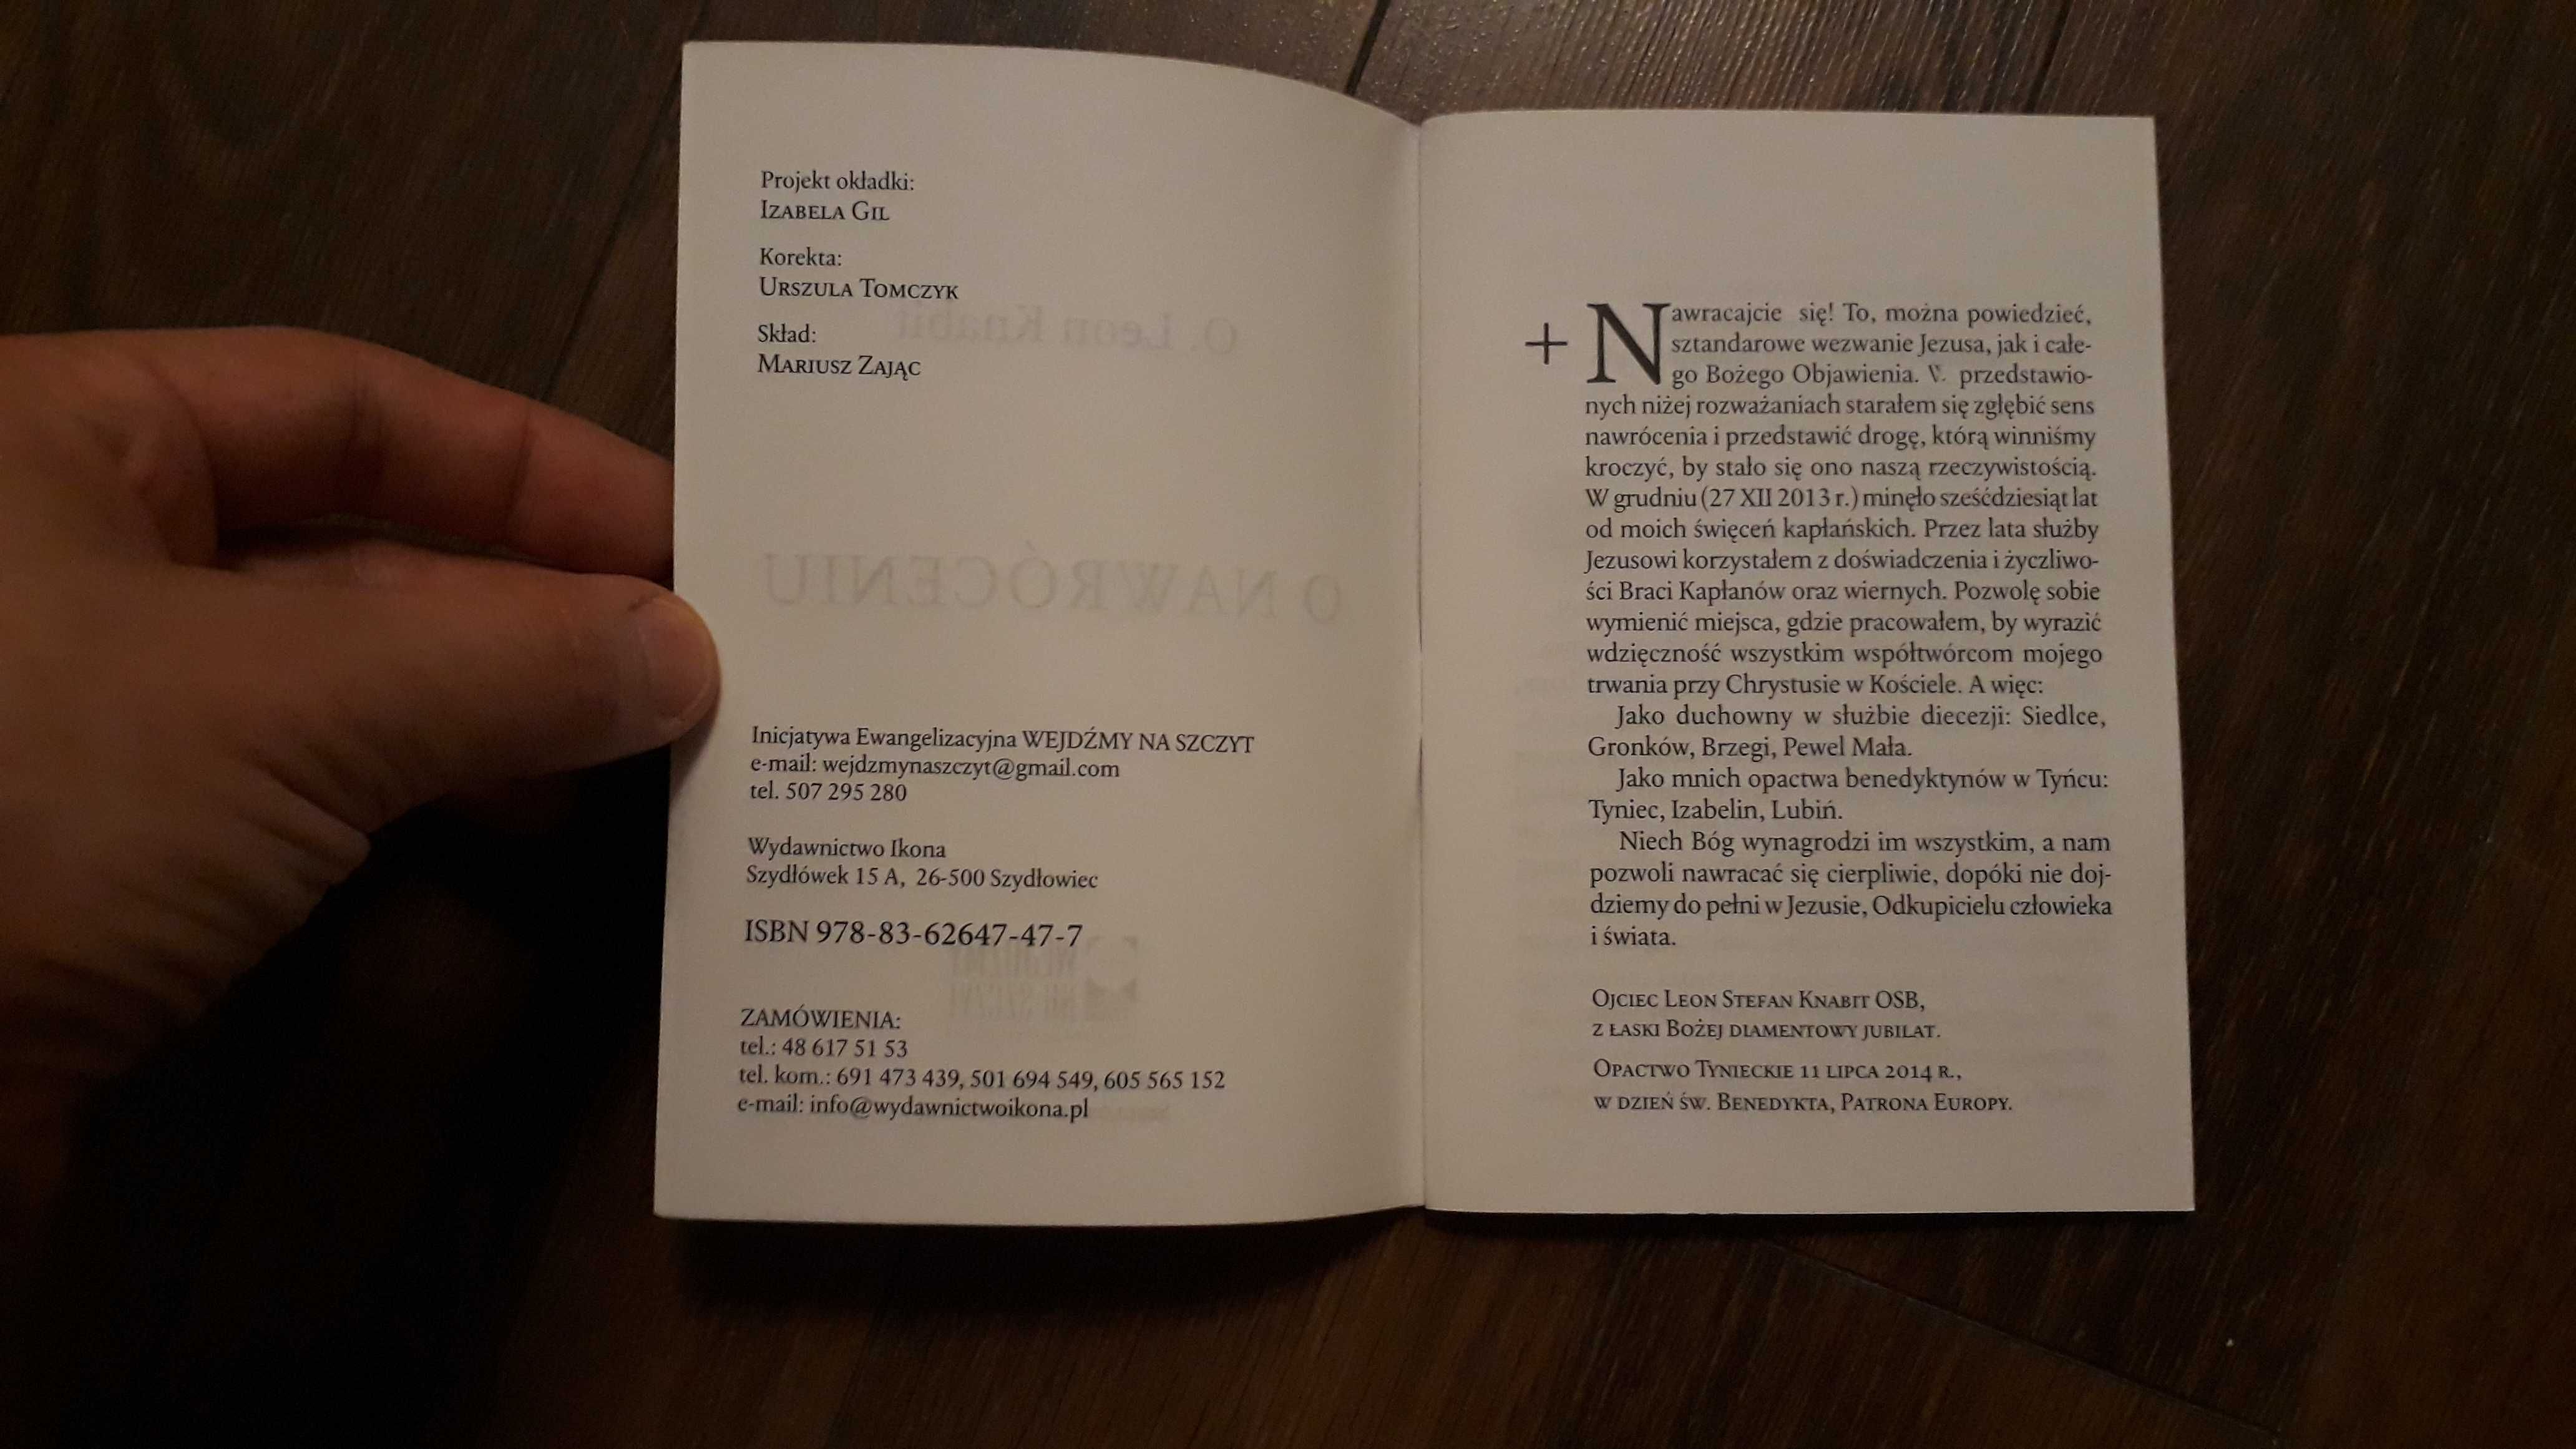 Projekt okładki:
Izabela Gil
Korekta:
Urszula Tomczyk
Skład:
Mariusz Zając
O. Leon Knabit
O NAWRÓCENIU
Inicjatywa Ewangelizacyjna WEJDŹMY NA SZCZYT
e-mail: wejdzmynaszczyt@gmail.com
tel. 507 295 280
Wydawnictwo Ikona
Szydłówek 15 A, 26-500 Szydłowiec
ISBN 978-83-62647-47-7
WEJDŹMY
NA SZCZYT
ZAMÓWIENIA:
tel.: 48 617 51 53
tel. kom.: 691 473 439, 501 694 549, 605 565 152
e-mail: info@wydawnictwoikona.pl
+ Nawracajcie się! To, można powiedzieć,
sztandarowe wezwanie Jezusa, jak i całe-
go Bożego Objawienia. przedstawio-
nych niżej rozważaniach starałem się zgłębić sens
nawrócenia i przedstawić drogę, którą winniśmy
kroczyć, by stało się ono naszą rzeczywistością.
W grudniu (27 XII 2013 r.) minęło sześćdziesiąt lat
od moich święceń kapłańskich. Przez lata służby
Jezusowi korzystałem z doświadczenia i życzliwo-
ści Braci Kapłanów oraz wiernych. Pozwolę sobie
wymienić miejsca, gdzie pracowałem, by wyrazić
wdzięczność wszystkim współtwórcom mojego
trwania przy Chrystusie w Kościele. A więc:
Jako duchowny w służbie diecezji: Siedlce,
Gronków, Brzegi, Pewel Mała.
Jako mnich opactwa benedyktynów w Tyńcu:
Tyniec, Izabelin, Lubiń.
Niech Bóg wynagrodzi im wszystkim, a nam
pozwoli nawracać się cierpliwie, dopóki nie doj-
dziemy do pełni w Jezusie, Odkupicielu człowieka
i świata.
Ojciec Leon Stefan Knabit OSB,
z łaski Bożej diamentowy jubilat.
Opactwo Tynieckie 11 lipca 2014 r.,
w dzień św. Benedykta, Patrona Europy.